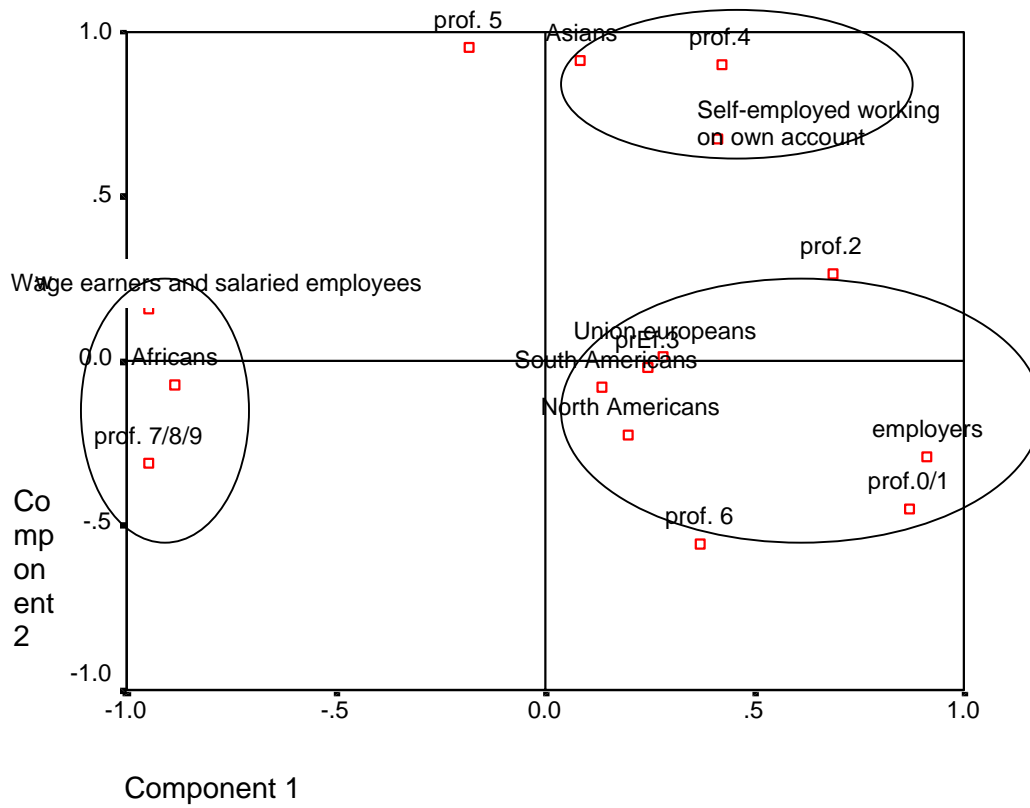 prof. 5
Asians
prof.4
1.0
Self-employed working
on own account
.5
prof.2
Wage earners and salaried employees
Union europeans
prEf.3
0.0
Africans
South Americans
North Americans
prof. 7/8/9
employers
prof.0/1
prof. 6
-.5
Co
mp
on
ent
2
-1.0
-1.0
-.5
0.0
.5
1.0
Component 1